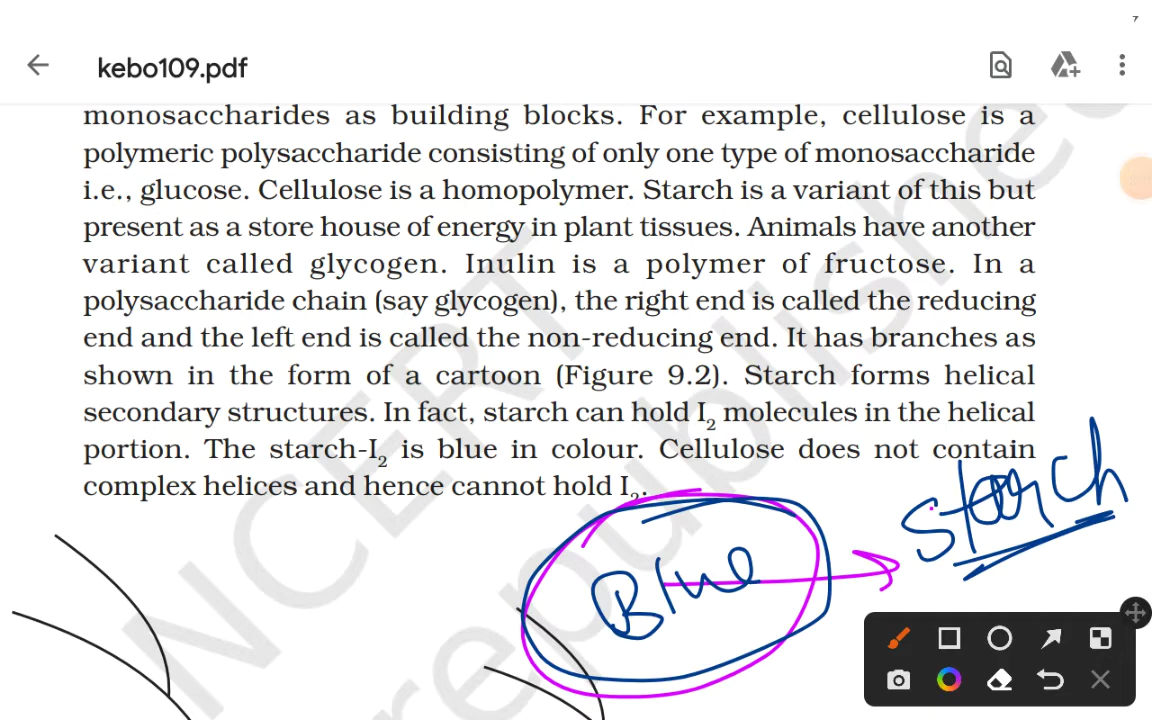 7
kebo109.pdf
monosaccharides as building blocks. For example, cellulose is a
polymeric polysaccharide consisting of only one type of monosaccharide
i.e., glucose. Cellulose is a homopolymer. Starch is a variant of this but
present as a store house of energy in plant tissues. Animals have another
variant called glycogen. Inulin is a polymer of fructose. In a
polysaccharide chain (say glycogen), the right end is called the reducing
end and the left end is called the non-reducing end. It has branches as
shown in the form of a cartoon (Figure 9.2). Starch forms helical
secondary structures. In fact, starch can hold I₂ molecules in the helical
portion. The starch-I₂ is blue in colour. Cellulose does not contain
complex helices and hence cannot hold I₂.
Starch
Blue
NCERT
republished